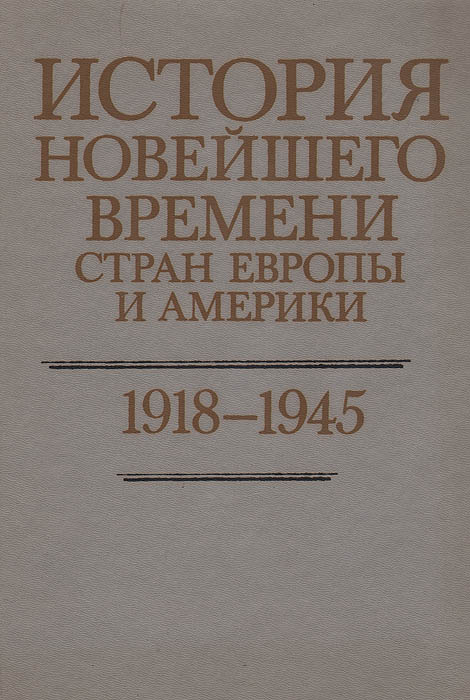 ИСТОРИЯ
НОВЕЙШЕГО
ВРЕМЕНИ
СТРАН ЕВРОПЫ
И АМЕРИКИ
1918–1945